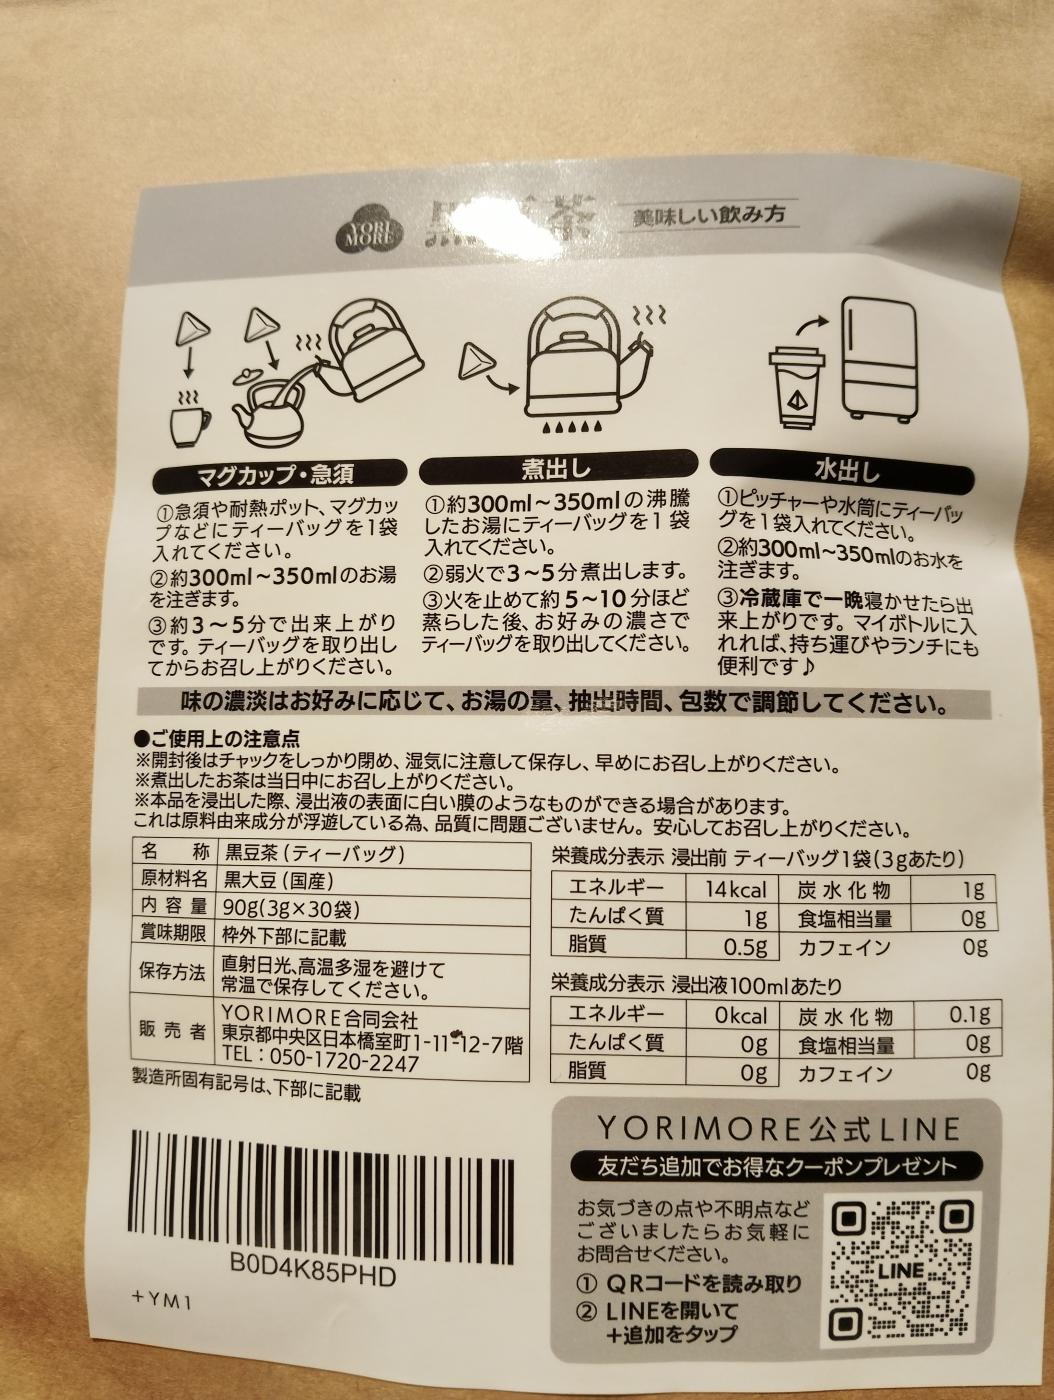 YORI
MORE
黒豆茶
美味しい飲み方
マグカップ・急須
①急須や耐熱ポット、マグカッ
プなどにティーバッグを1袋
入れてください。
②約300ml~350mlのお湯
を注ぎます。
③約3~5分で出来上がり
です。ティーバッグを取り出し
てからお召し上がりください。
煮出し
①約300ml~350mlの沸騰
したお湯にティーバッグを1袋
入れてください。
②弱火で3~5分煮出します。
③火を止めて約5~10分ほど
蒸らした後、お好みの濃さで
ティーバッグを取り出してください。
水出し
①ピッチャーや水筒にティーバッ
グを1袋入れてください。
②約300ml~350mlのお水を
注ぎます。
③冷蔵庫で一晩寝かせたら出
来上がりです。マイボトルに入
れれば、持ち運びやランチにも
便利です♪
味の濃淡はお好みに応じて、お湯の量、抽出時間、包数で調節してください。
●ご使用上の注意点
※開封後はチャックをしっかり閉め、湿気に注意して保存し、早めにお召し上がりください。
※煮出したお茶は当日中にお召し上がりください。
※本品を浸出した際、浸出液の表面に白い膜のようなものができる場合があります。
これは原料由来成分が浮遊している為、品質に問題ございません。安心してお召し上がりください。
名称 黒豆茶(ティーバッグ)
原材料名 黒大豆(国産)
内容量 90g(3g×30袋)
賞味期限 枠外下部に記載
保存方法 直射日光、高温多湿を避けて
常温で保存してください。
販売者 YORIMORE合同会社
東京都中央区日本橋室町1-11-12-7階
TEL:050-1720-2247
製造所固有記号は、下部に記載
栄養成分表示 浸出前 ティーバッグ1袋(3gあたり)
エネルギー 14kcal 炭水化物 1g
たんぱく質 1g 食塩相当量 0g
脂質 0.5g カフェイン 0g
栄養成分表示 浸出液100mlあたり
エネルギー 0kcal 炭水化物 0.1g
たんぱく質 0g 食塩相当量 0g
脂質 0g カフェイン 0g
B0D4K85PHD
+YM1
YORIMORE公式LINE
友だち追加でお得なクーポンプレゼント
お気づきの点や不明点など
ございましたらお気軽に
お問合せください。
① QRコードを読み取り
② LINEを開いて
+追加をタップ
LINE